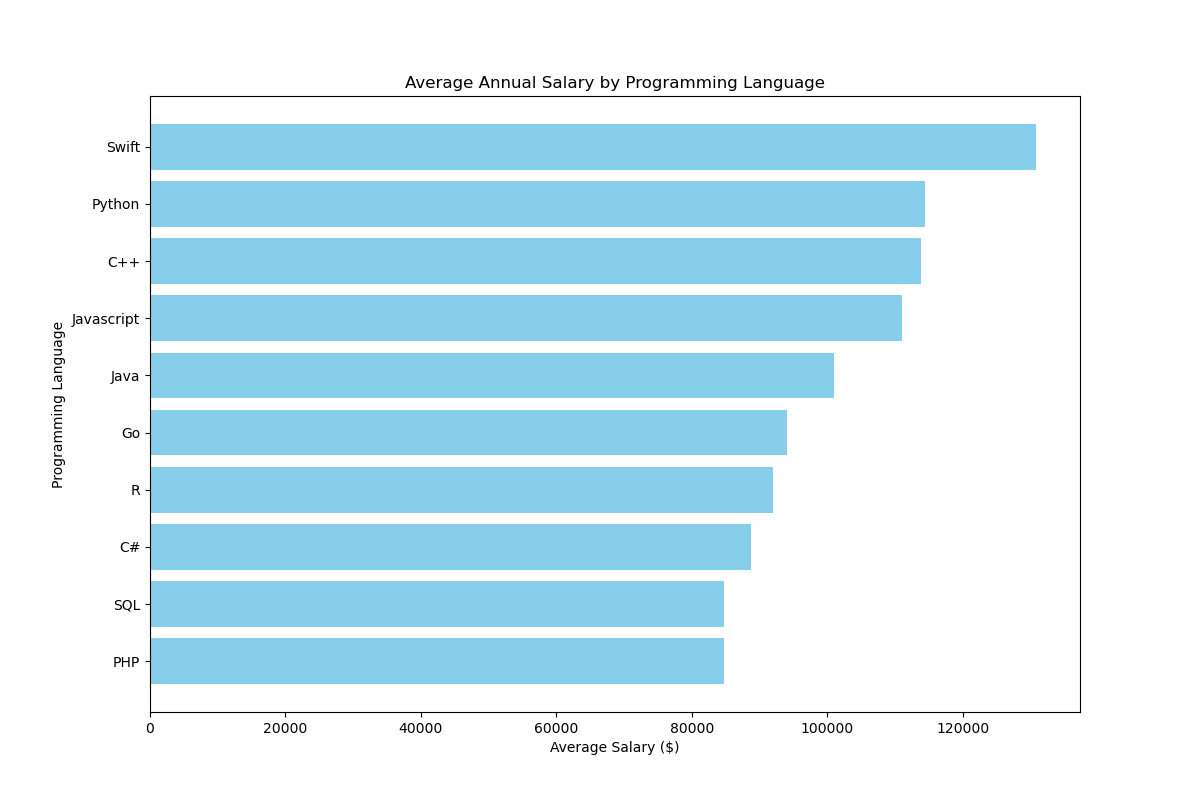 Average Annual Salary by Programming Language
Programming Language
Swift
Python
C++
Javascript
Java
Go
R
C#
SQL
PHP
0 20000 40000 60000 80000 100000 120000
Average Salary ($)